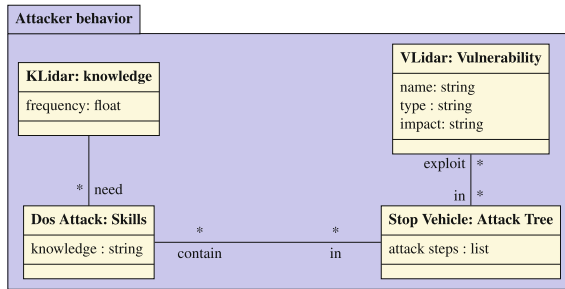 Attacker behavior
KLidar: knowledge
frequency: float
VLidar: Vulnerability
name: string
type : string
impact: string
exploit *
* need
in *
Dos Attack: Skills
knowledge : string
* *
contain in
Stop Vehicle: Attack Tree
attack steps : list